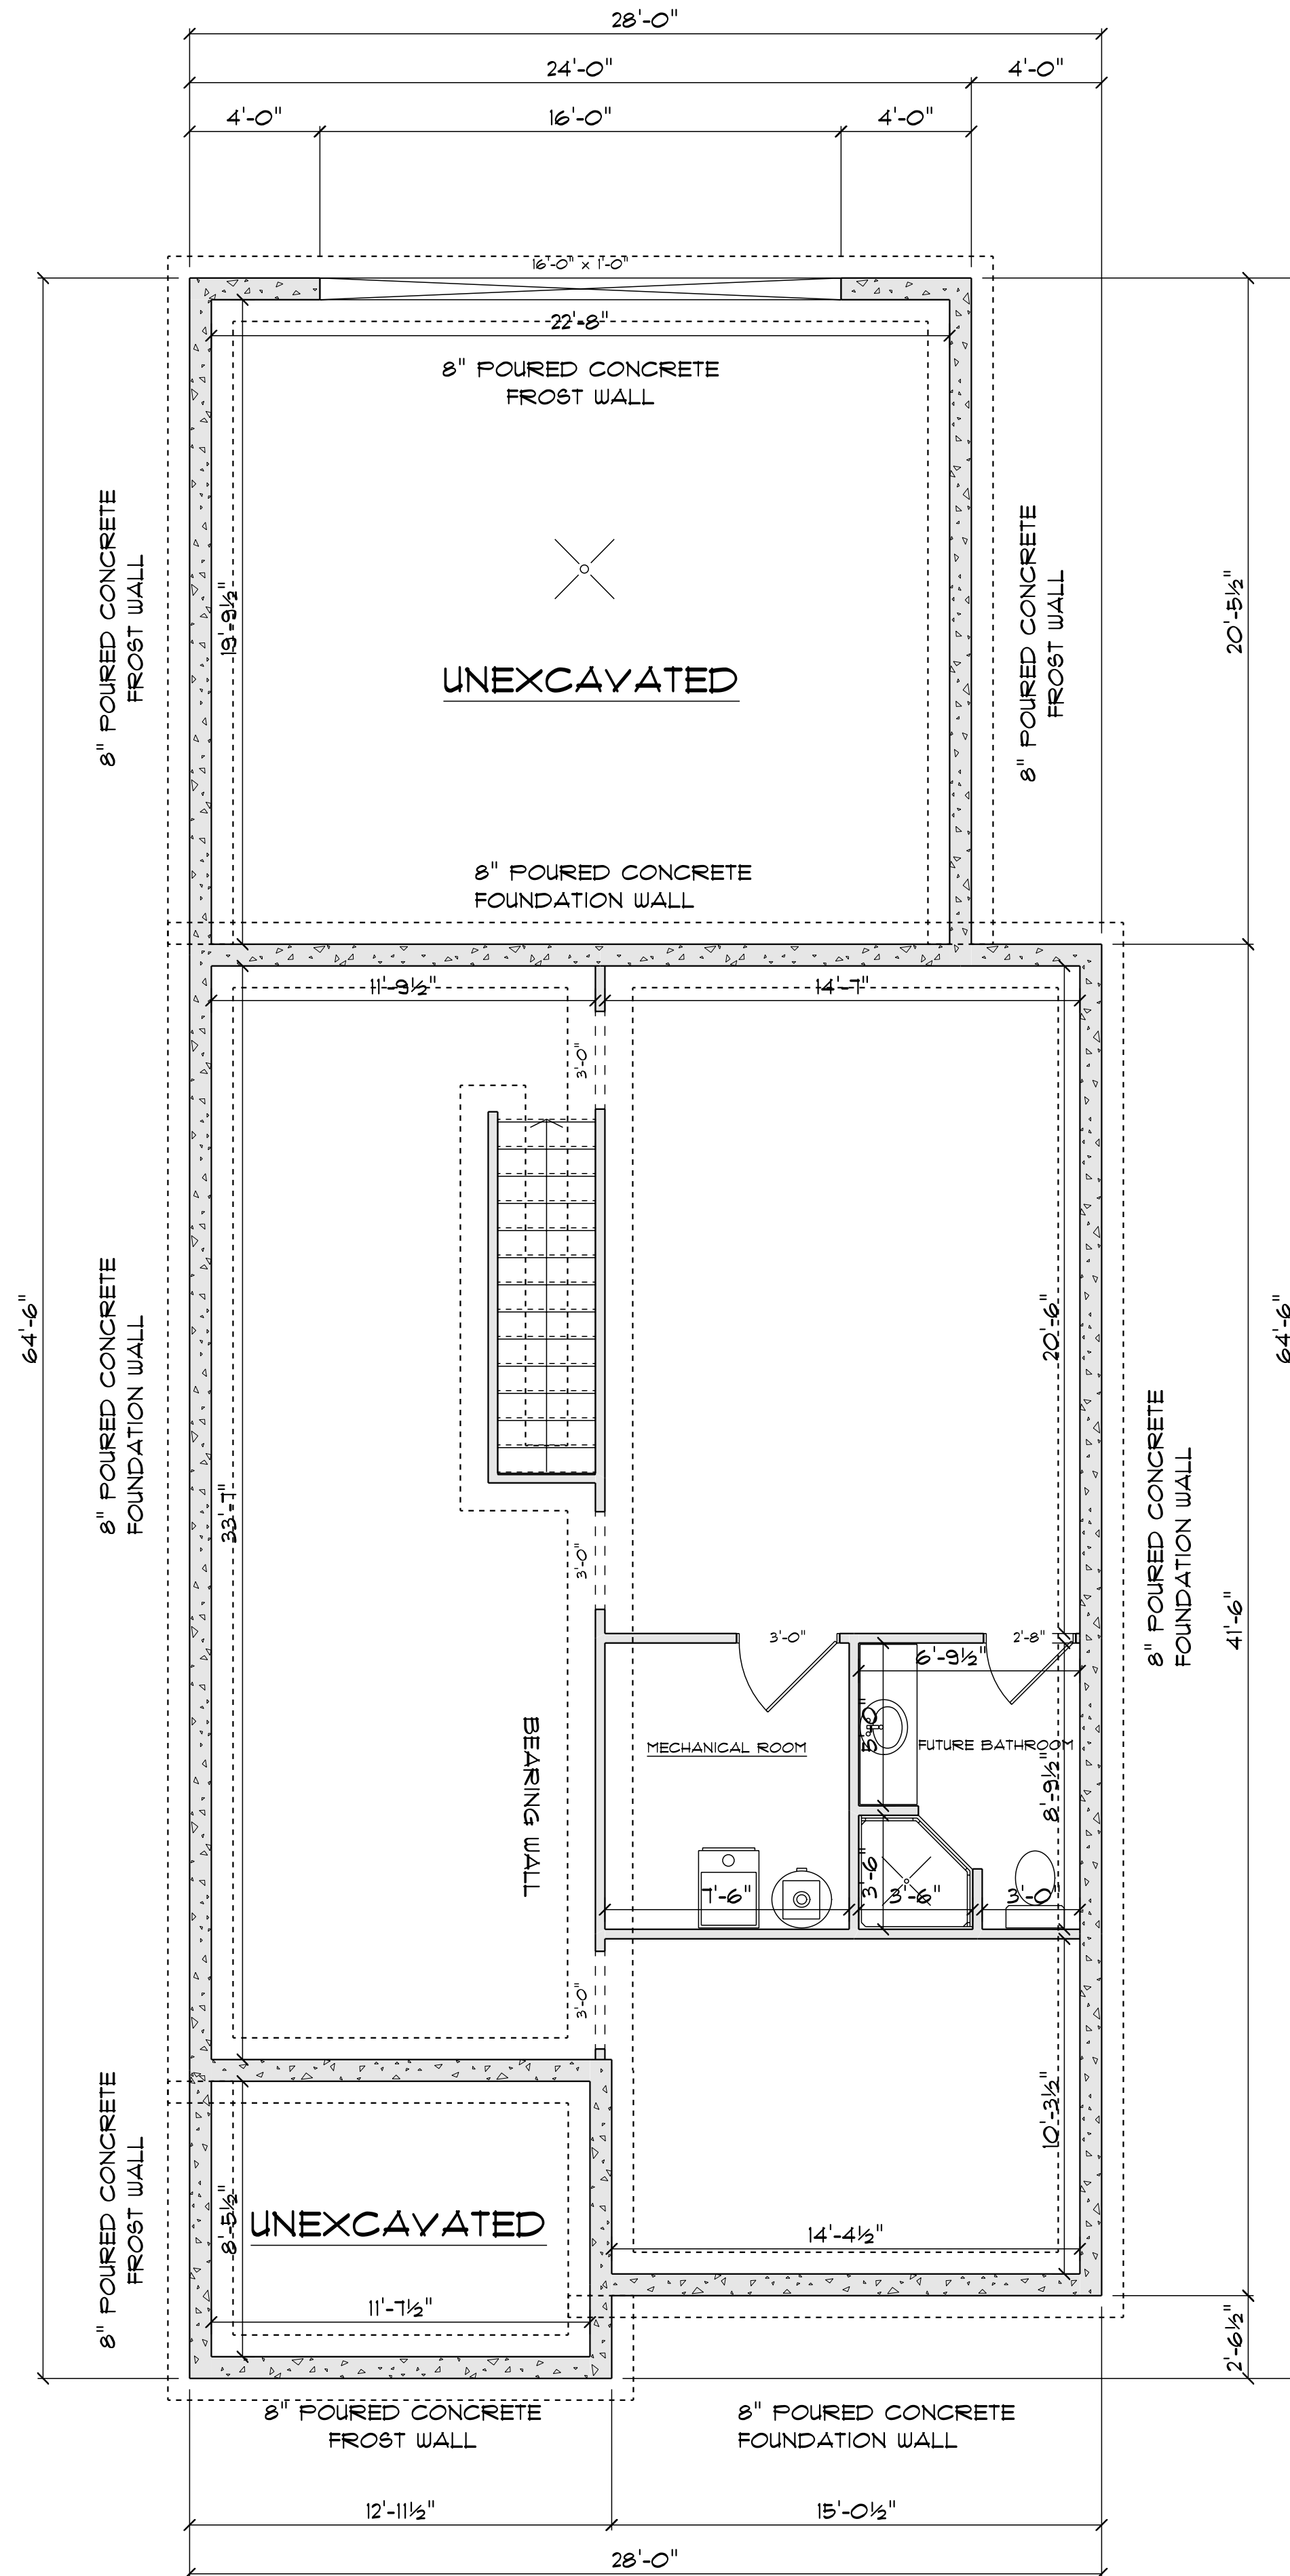 28'-0"
24'-0"
4'-0"
4'-0"
16'-0"
4'-0"
16'-0" x 1'-0"
22'-8"
8" POURED CONCRETE
FROST WALL
8" POURED CONCRETE
FROST WALL
19'-9½"
8" POURED CONCRETE
FROST WALL
20'-5½"
UNEXCAVATED
8" POURED CONCRETE
FOUNDATION WALL
11'-9½"
14'-7"
3'-0"
64'-6"
8" POURED CONCRETE
FOUNDATION WALL
33'-7"
20'-6"
64'-6"
8" POURED CONCRETE
FOUNDATION WALL
41'-6"
3'-0"
3'-0"
2'-8"
6'-9½"
5'-0"
BEARING WALL
MECHANICAL ROOM
FUTURE BATHROOM
8'-9½"
7'-6"
3'-6"
3'-6"
3'-0"
3'-0"
8" POURED CONCRETE
FROST WALL
8'-5½"
UNEXCAVATED
10'-3½"
14'-4½"
11'-7½"
2'-6½"
8" POURED CONCRETE
FROST WALL
8" POURED CONCRETE
FOUNDATION WALL
12'-11½"
15'-0½"
28'-0"